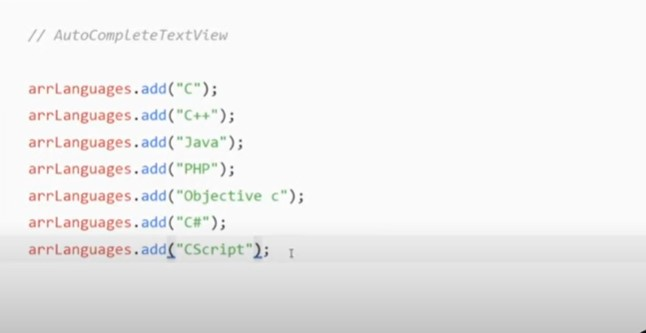 // AutoCompleteTextView
arrLanguages.add("C");
arrLanguages.add("C++");
arrLanguages.add("Java");
arrLanguages.add("PHP");
arrLanguages.add("Objective c");
arrLanguages.add("C#");
arrLanguages.add("CScript");